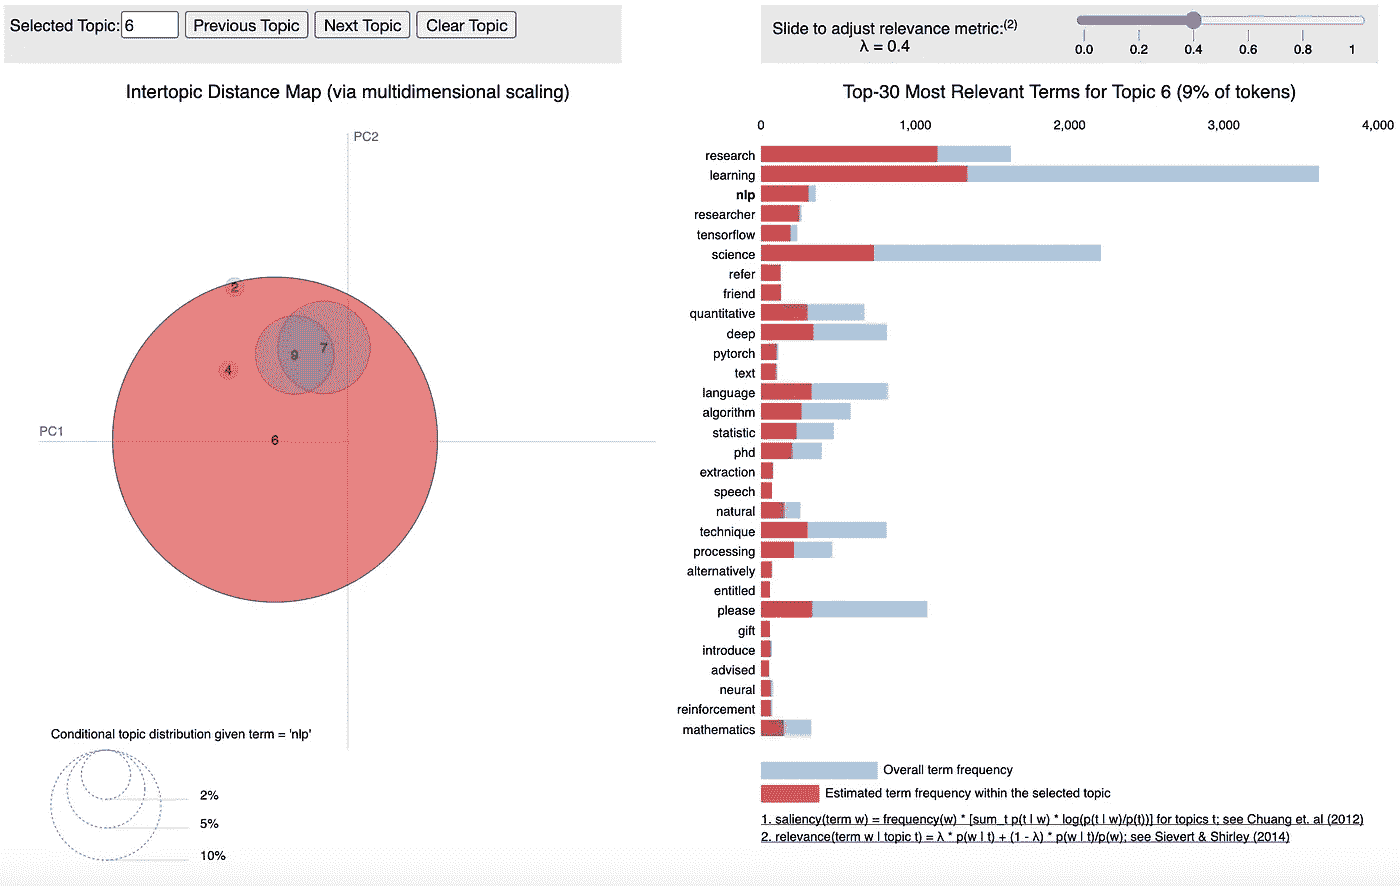 Selected Topic: 6 Previous Topic Next Topic Clear Topic
Slide to adjust relevance metric:(2)
λ = 0.4
0.0 0.2 0.4 0.6 0.8 1
Intertopic Distance Map (via multidimensional scaling)
PC2
PC1
2
9
7
4
6
Conditional topic distribution given term = 'nlp'
2%
5%
10%
Top-30 Most Relevant Terms for Topic 6 (9% of tokens)
0 1,000 2,000 3,000 4,000
research
learning
nlp
researcher
tensorflow
science
refer
friend
quantitative
deep
pytorch
text
language
algorithm
statistic
phd
extraction
speech
natural
technique
processing
alternatively
entitled
please
gift
introduce
advised
neural
reinforcement
mathematics
Overall term frequency
Estimated term frequency within the selected topic
1. saliency(term w) = frequency(w) * [sum_t p(t | w) * log(p(t | w)/p(t))] for topics t; see Chuang et. al (2012)
2. relevance(term w | topic t) = λ * p(w | t) + (1 - λ) * p(w | t)/p(w); see Sievert & Shirley (2014)